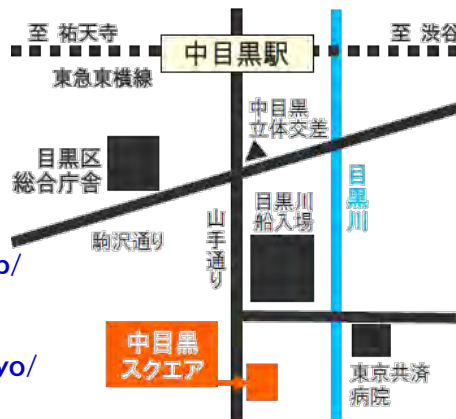 至 祐天寺
至 渋谷
中目黒駅
東急東横線
中目黒
立体交差
目黒区
総合庁舎
目黒川
船入場
目黒川
駒沢通り
山手通り
o/
中目黒
スクエア
yo/
東京共済
病院